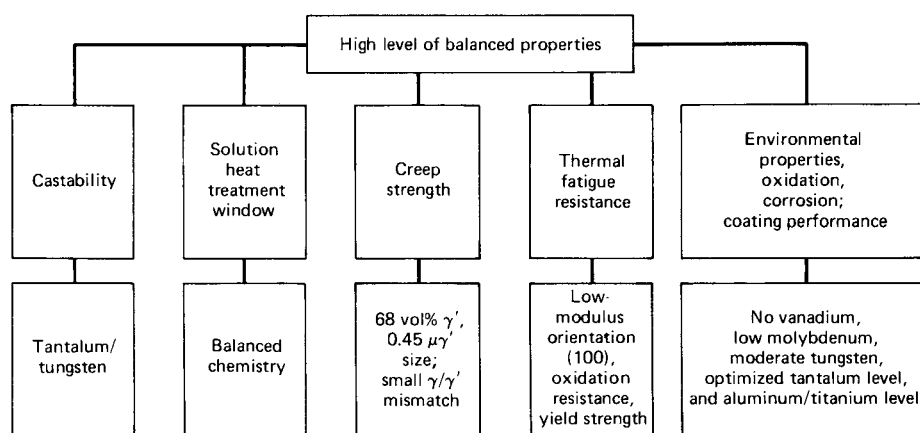 High level of balanced properties
Castability
Solution
heat
treatment
window
Creep
strength
Thermal
fatigue
resistance
Environmental
properties,
oxidation,
corrosion;
coating performance
Tantalum/
tungsten
Balanced chemistry
68 vol% γ′,
0.45 μγ′
size;
small γ/γ′
mismatch
Low-
modulus
orientation
(100),
oxidation
resistance,
yield strength
No vanadium,
low molybdenum,
moderate tungsten,
optimized tantalum level,
and aluminum/titanium level